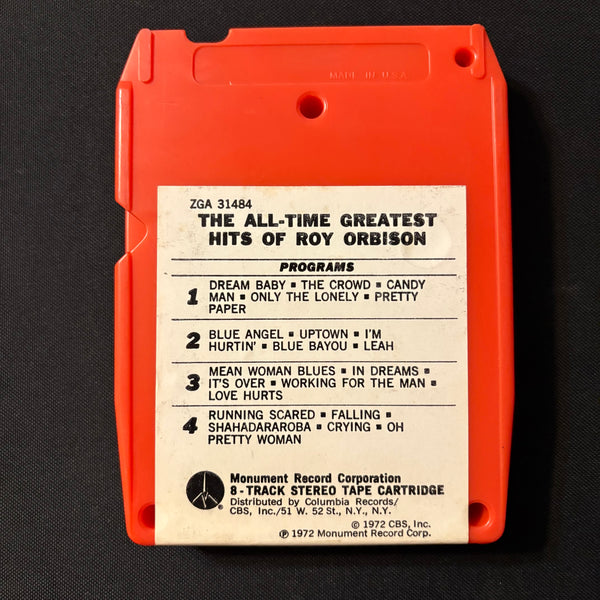 MADE IN U.S.A.
ZGA 31484
THE ALL-TIME GREATEST
HITS OF ROY ORBISON
PROGRAMS
1 DREAM BABY ▪ THE CROWD ▪ CANDY
MAN ▪ ONLY THE LONELY ▪ PRETTY
PAPER
2 BLUE ANGEL ▪ UPTOWN ▪ I'M
HURTIN' ▪ BLUE BAYOU ▪ LEAH
3 MEAN WOMAN BLUES ▪ IN DREAMS ▪
IT'S OVER ▪ WORKING FOR THE MAN ▪
LOVE HURTS
4 RUNNING SCARED ▪ FALLING ▪
SHAHADARAROBA ▪ CRYING ▪ OH
PRETTY WOMAN
Monument Record Corporation
8-TRACK STEREO TAPE CARTRIDGE
Distributed by Columbia Records/
CBS, Inc./51 W. 52 St., N.Y., N.Y.
®
© 1972 CBS, Inc.
℗ 1972 Monument Record Corp.